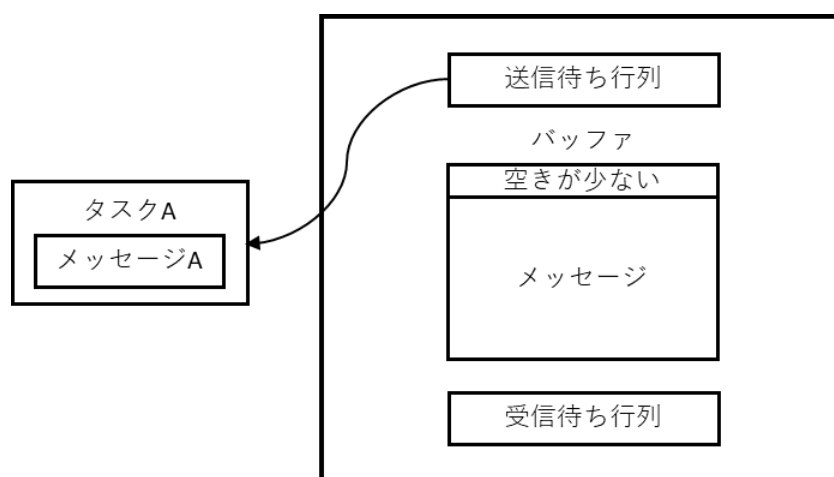 送信待ち行列
バッファ
空きが少ない
メッセージ
受信待ち行列
タスクA
メッセージA